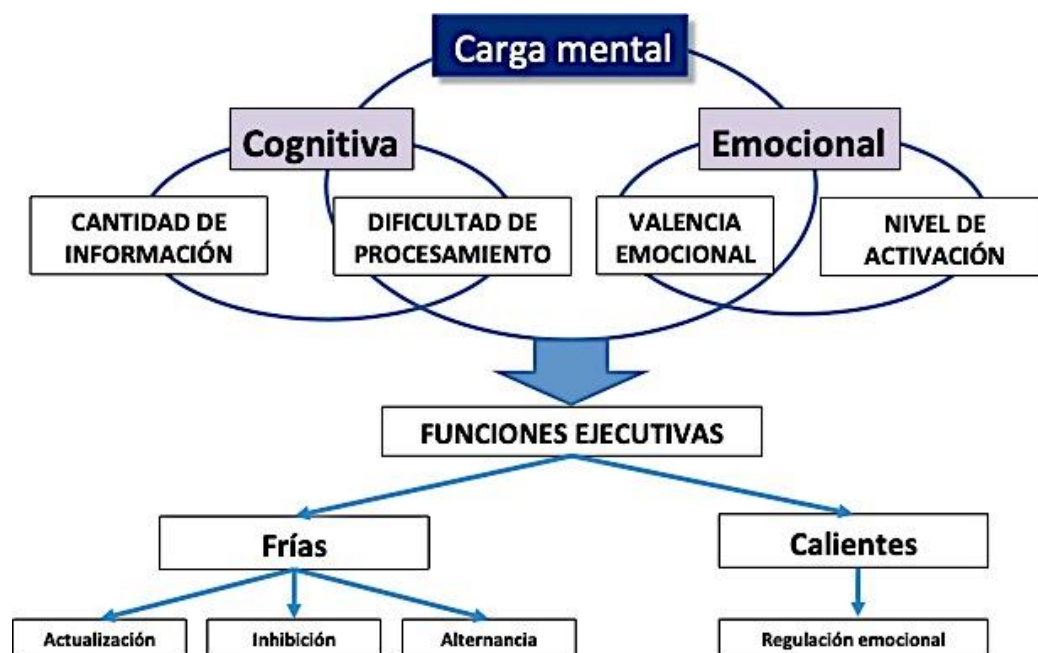 Carga mental
Cognitiva
Emocional
CANTIDAD DE
INFORMACIÓN
DIFICULTAD DE
PROCESAMIENTO
VALENCIA
EMOCIONAL
NIVEL DE
ACTIVACIÓN
FUNCIONES EJECUTIVAS
Frías
Calientes
Actualización
Inhibición
Alternancia
Regulación emocional